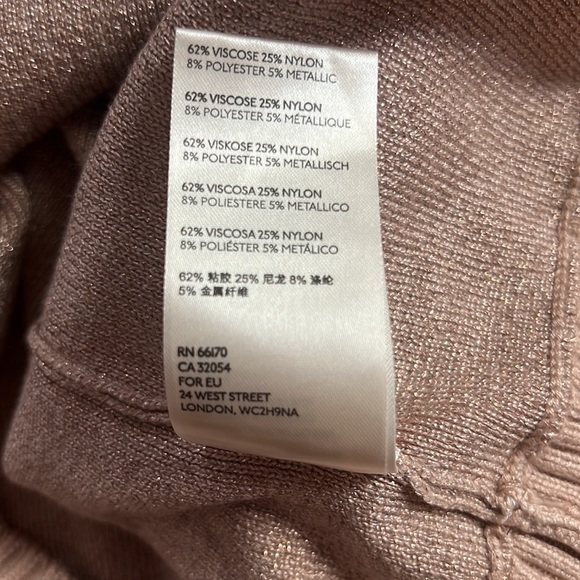 62% VISCOSE 25% NYLON
8% POLYESTER 5% METALLIC
62% VISCOSE 25% NYLON
8% POLYESTER 5% MÉTALLIQUE
62% VISKOSE 25% NYLON
8% POLYESTER 5% METALLISCH
62% VISCOSA 25% NYLON
8% POLIESTERE 5% METALLICO
62% VISCOSA 25% NYLON
8% POLIÉSTER 5% METÁLICO
62% 粘胶 25% 尼龙 8% 涤纶
5% 金属纤维
RN 66170
CA 32054
FOR EU
24 WEST STREET
LONDON, WC2H9NA